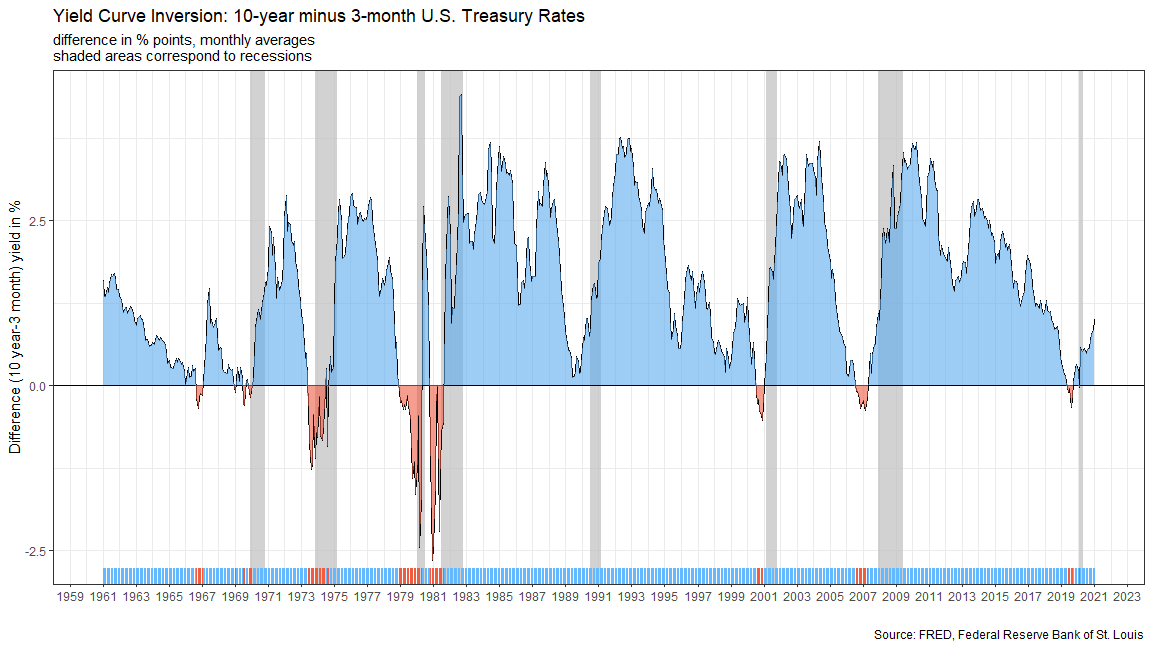 Yield Curve Inversion: 10-year minus 3-month U.S. Treasury Rates
difference in % points, monthly averages
shaded areas correspond to recessions
Difference (10 year-3 month) yield in %
2.5
0.0
-2.5
1959 1961 1963 1965 1967 1969 1971 1973 1975 1977 1979 1981 1983 1985 1987 1989 1991 1993 1995 1997 1999 2001 2003 2005 2007 2009 2011 2013 2015 2017 2019 2021 2023
Source: FRED, Federal Reserve Bank of St. Louis